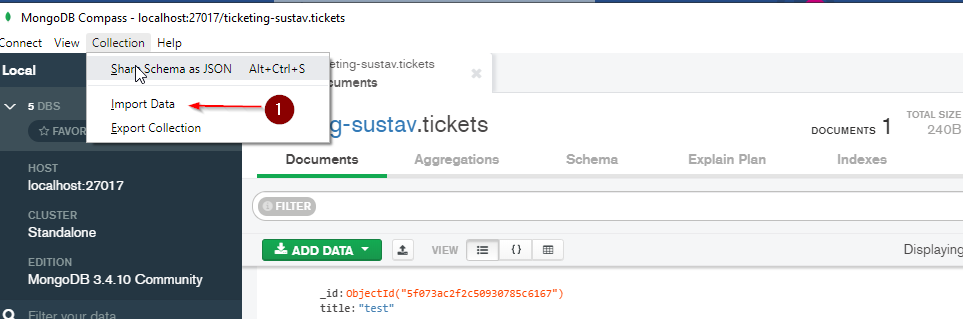 MongoDB Compass - localhost:27017/ticketing-sustav.tickets
Connect View Collection Help
Local
Share Schema as JSON Alt+Ctrl+S
ticketing-sustav.tickets
5 DBS
Import Data
1
FAVOR
Export Collection
ng-sustav.tickets
DOCUMENTS 1
TOTAL SIZE
240B
HOST
localhost:27017
Documents Aggregations Schema Explain Plan Indexes
CLUSTER
Standalone
FILTER
EDITION
MongoDB 3.4.10 Community
ADD DATA VIEW {} Displaying
Filter your data
_id: ObjectId("5f073ac2f2c50930785c6167")
title: "test"